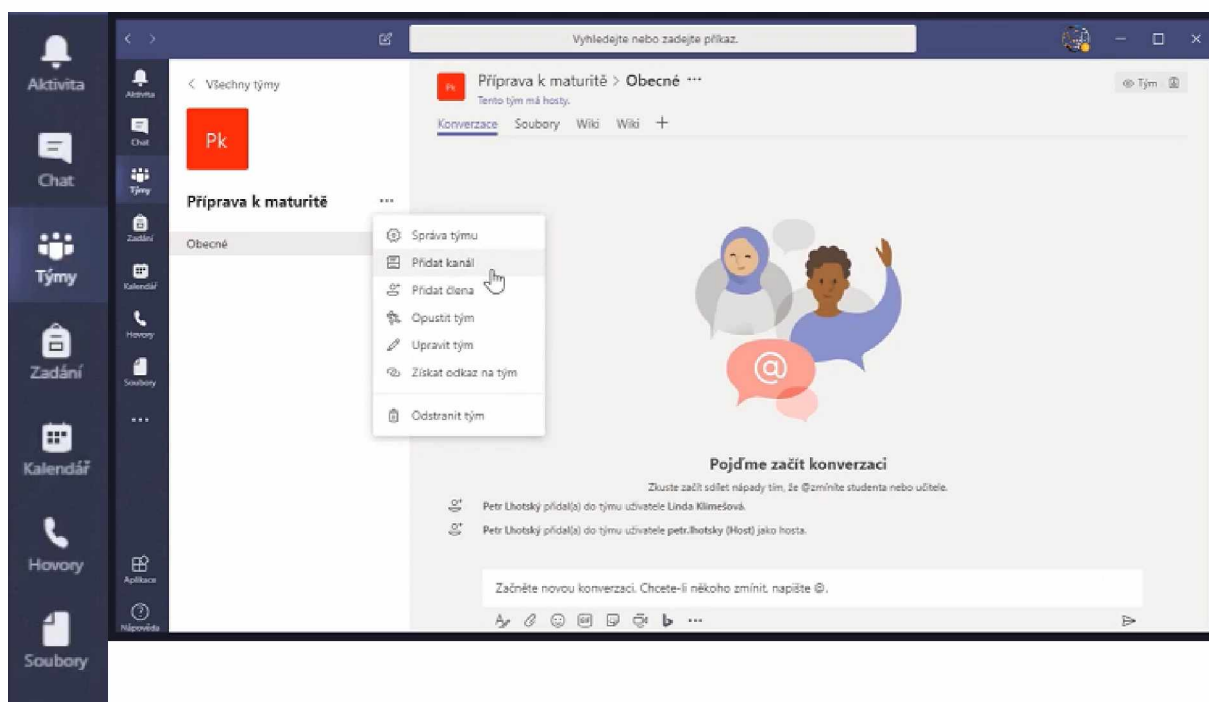 Aktivita
Chat
Týmy
Zadání
Kalendář
Hovory
Soubory
Vyhledejte nebo zadejte příkaz.
Aktivita
Chat
Týmy
Zadání
Kalendář
Hovory
Soubory
Aplikace
Nápověda
Všechny týmy
Pk
Příprava k maturitě
Obecné
Správa týmu
Přidat kanál
Přidat člena
Opustit tým
Upravit tým
Získat odkaz na tým
Odstranit tým
Pk
Příprava k maturitě > Obecné
Tento tým má hosty.
Tým
Konverzace Soubory Wiki Wiki +
@
Pojďme začít konverzaci
Zkuste začít sdílet nápady tím, že @zmíníte studenta nebo učitele.
Petr Lhotský přidal(a) do týmu uživatele Linda Klimešová.
Petr Lhotský přidal(a) do týmu uživatele petr.lhotsky (Host) jako hosta.
Začněte novou konverzaci. Chcete-li někoho zmínit, napište @.
GIF